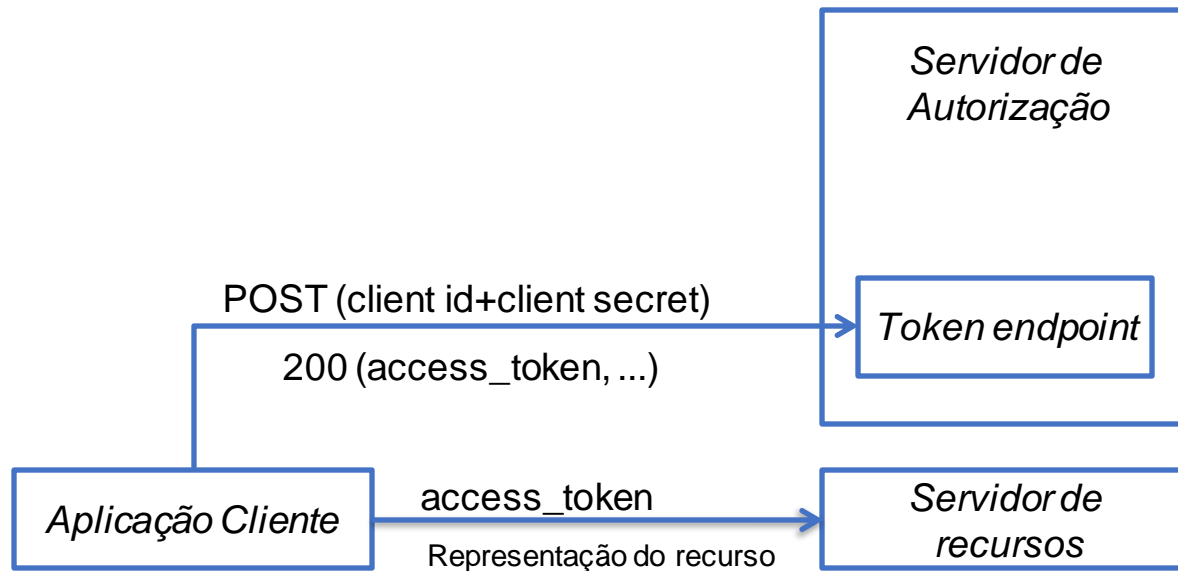 Servidor de
Autorização
POST (client id+client secret)
Token endpoint
200 (access_token, ...)
Aplicação Cliente
access_token
Representação do recurso
Servidor de
recursos